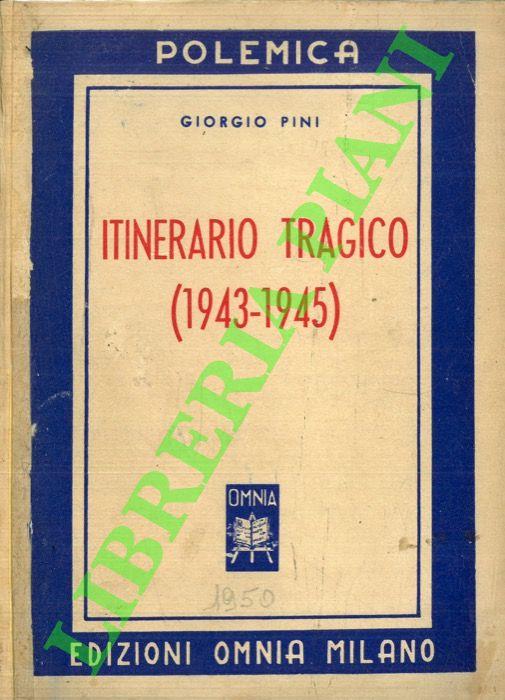 POLEMICA
GIORGIO PINI
ITINERARIO TRAGICO
(1943-1945)
OMNIA
1950
EDIZIONI OMNIA MILANO
LIBRERIA PIANI